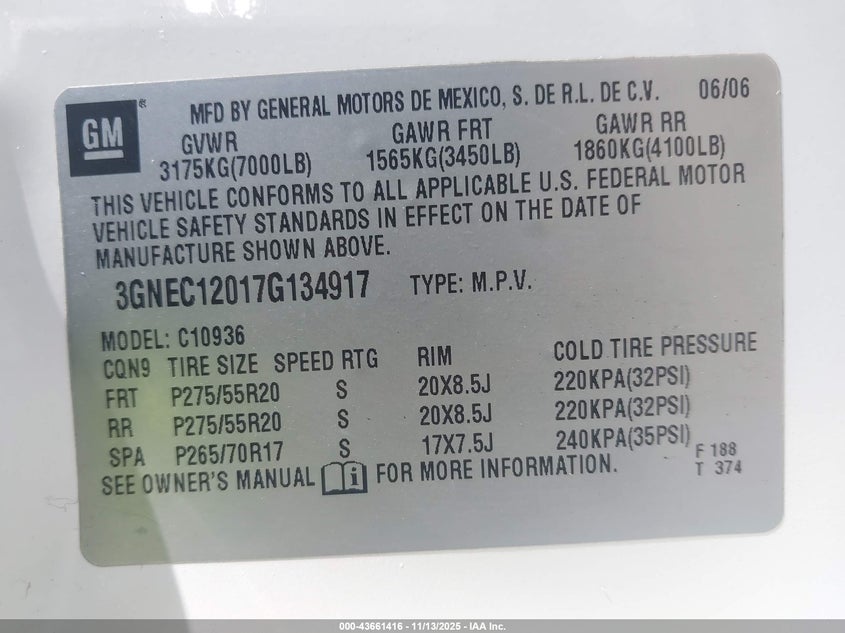 GM ®
MFD BY GENERAL MOTORS DE MEXICO, S. DE R.L. DE C.V. 06/06
GVWR GAWR FRT GAWR RR
3175KG(7000LB) 1565KG(3450LB) 1860KG(4100LB)
THIS VEHICLE CONFORMS TO ALL APPLICABLE U.S. FEDERAL MOTOR
VEHICLE SAFETY STANDARDS IN EFFECT ON THE DATE OF
MANUFACTURE SHOWN ABOVE.
3GNEC12017G134917 TYPE: M.P.V.
MODEL: C10936
CQN9 TIRE SIZE SPEED RTG RIM COLD TIRE PRESSURE
FRT P275/55R20 S 20X8.5J 220KPA(32PSI)
RR P275/55R20 S 20X8.5J 220KPA(32PSI)
SPA P265/70R17 S 17X7.5J 240KPA(35PSI)
SEE OWNER'S MANUAL i FOR MORE INFORMATION.
F 188
T 374
000-43661416 - 11/13/2025 - IAA Inc.